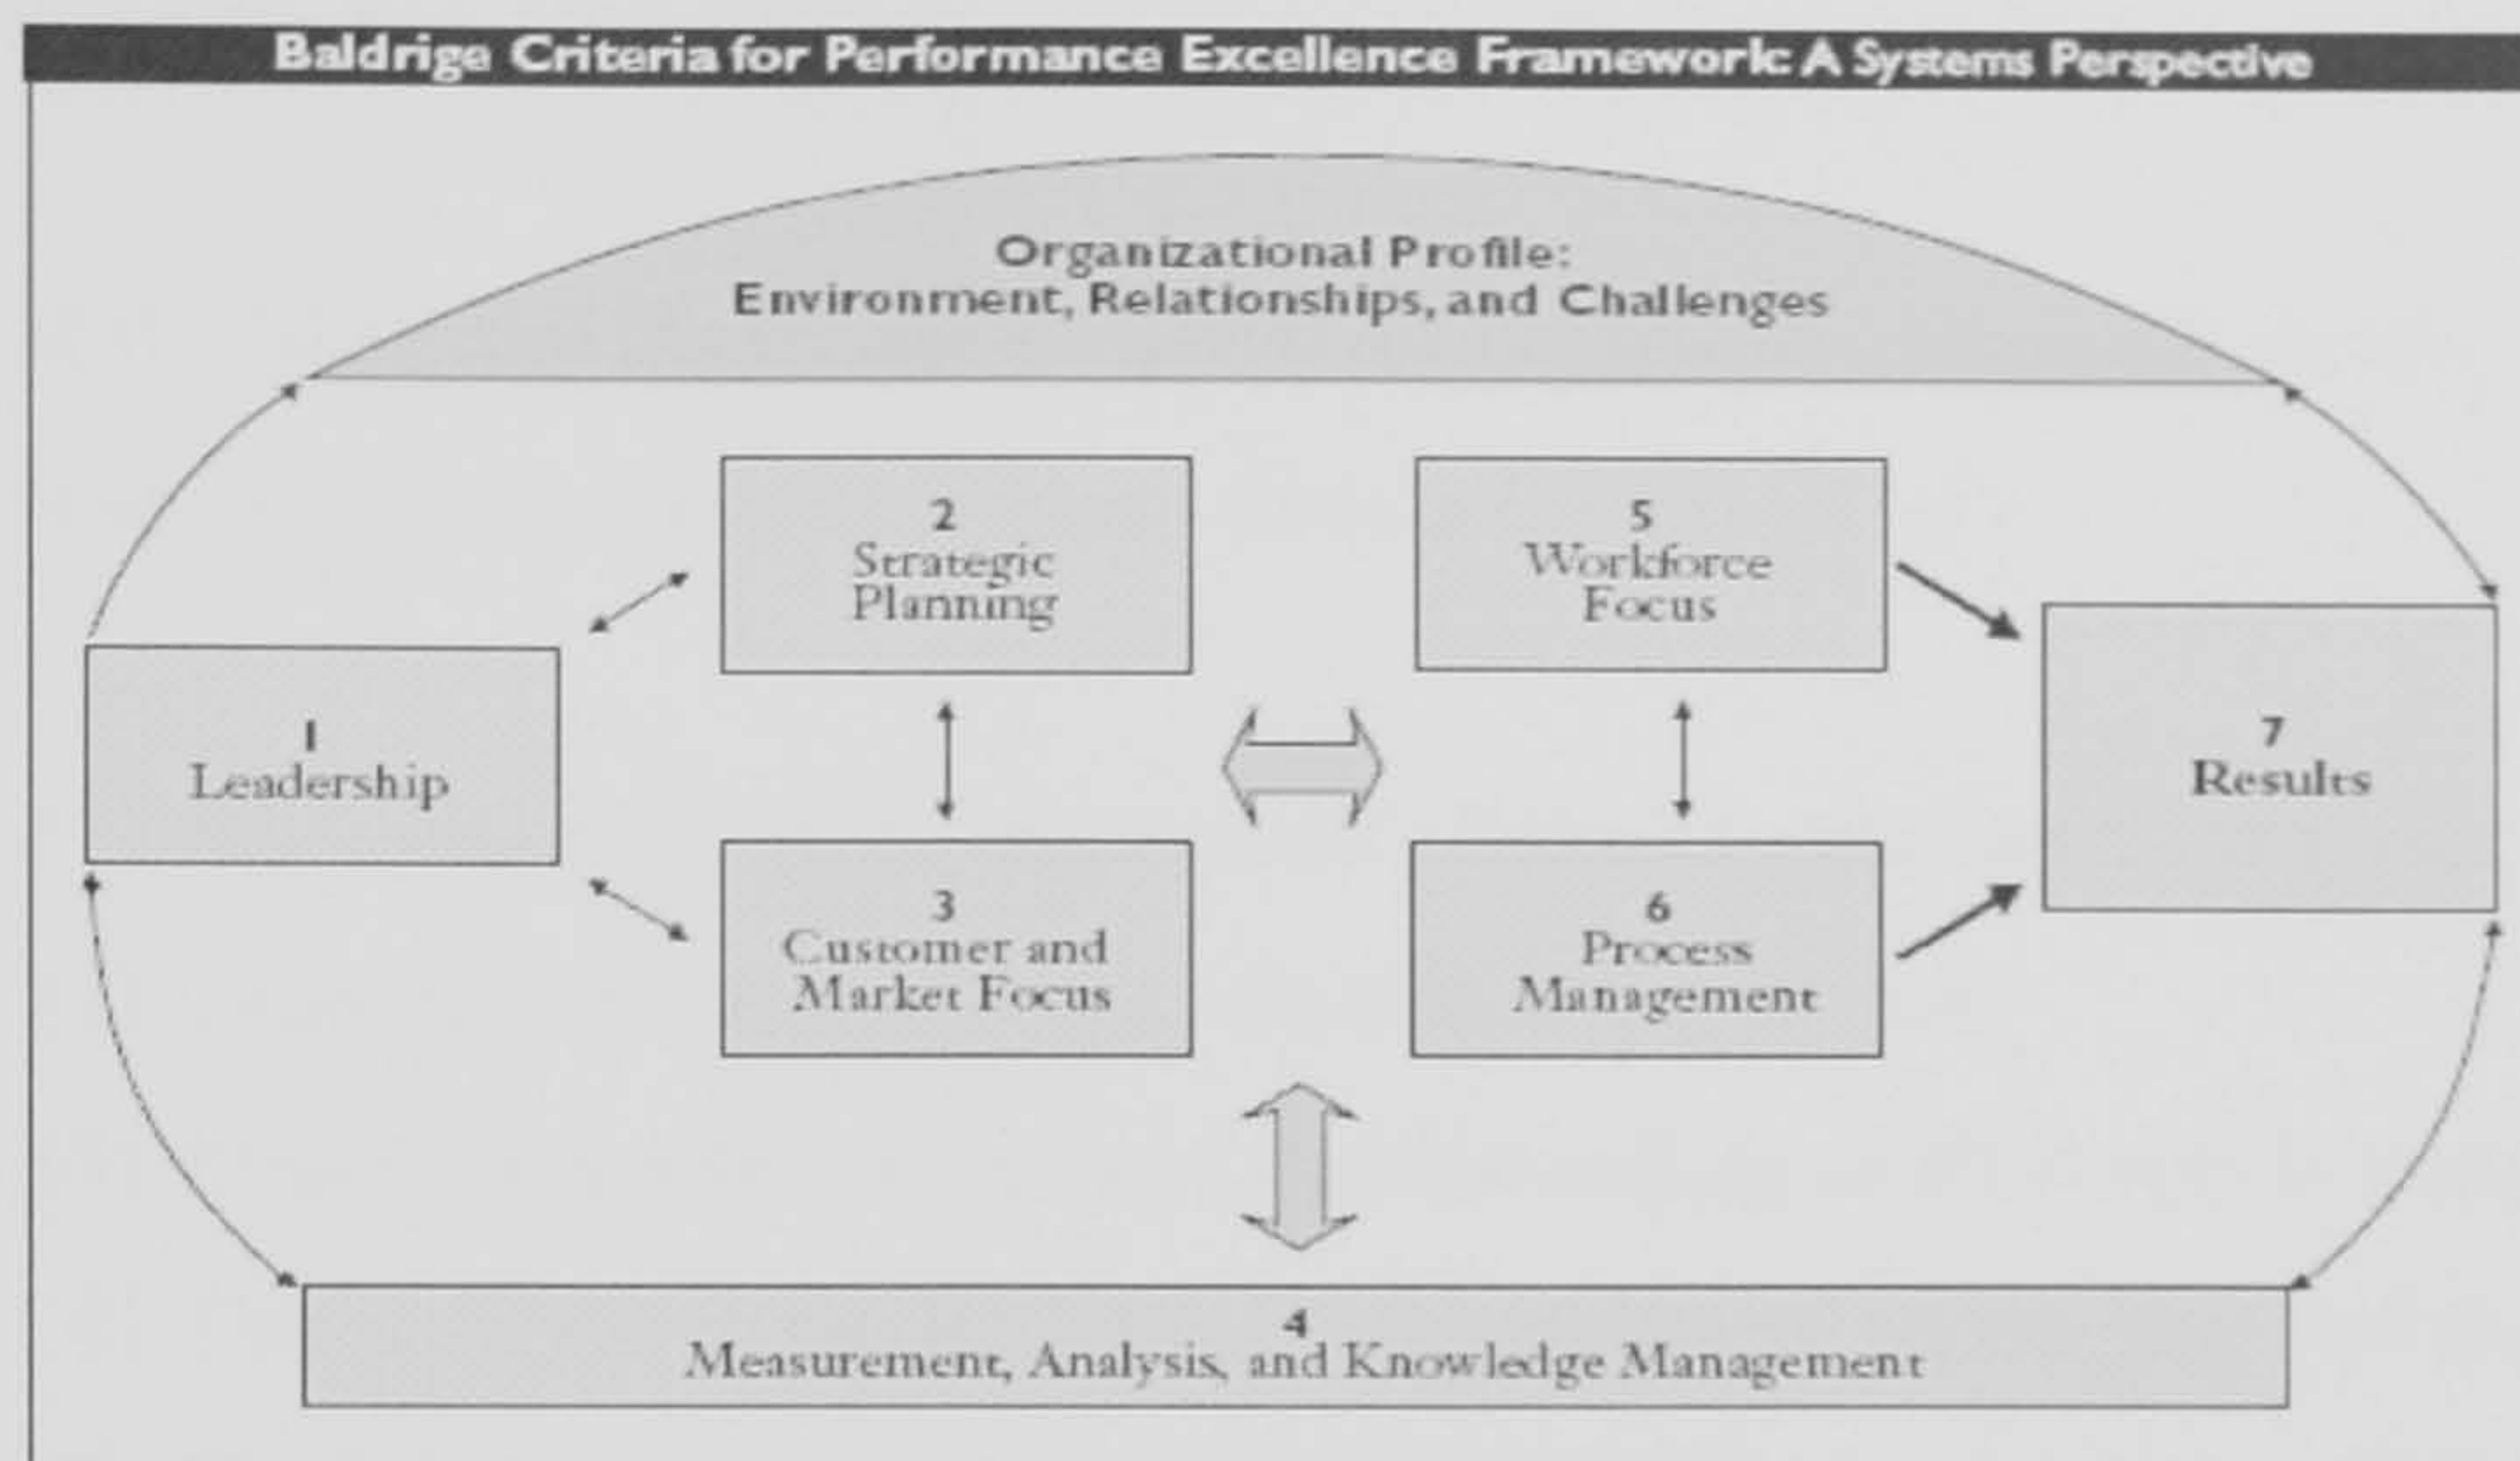 Baldrige Criteria for Performance Excellence Framework: A Systems Perspective
Organizational Profile:
Environment, Relationships, and Challenges
2
Strategic
Planning
5
Workforce
Focus
1
Leadership
7
Results
3
Customer and
Market Focus
6
Process
Management
4
Measurement, Analysis, and Knowledge Management